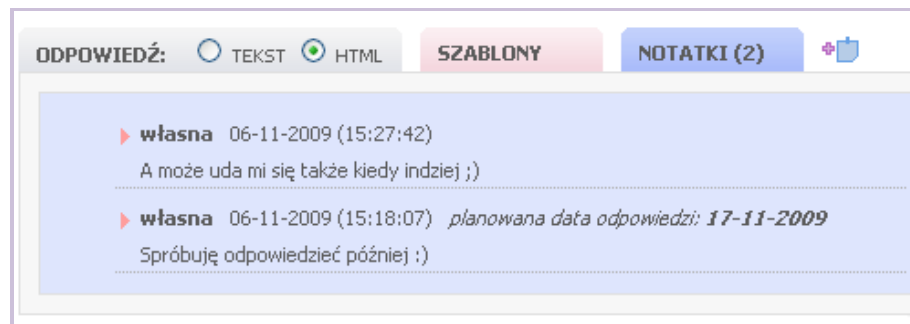 ODPOWIEDŹ: TEKST HTML SZABLONY NOTATKI (2)
własna 06-11-2009 (15:27:42)
A może uda mi się także kiedy indziej ;)
własna 06-11-2009 (15:18:07) planowana data odpowiedzi: 17-11-2009
Spróbuję odpowiedzieć później :)